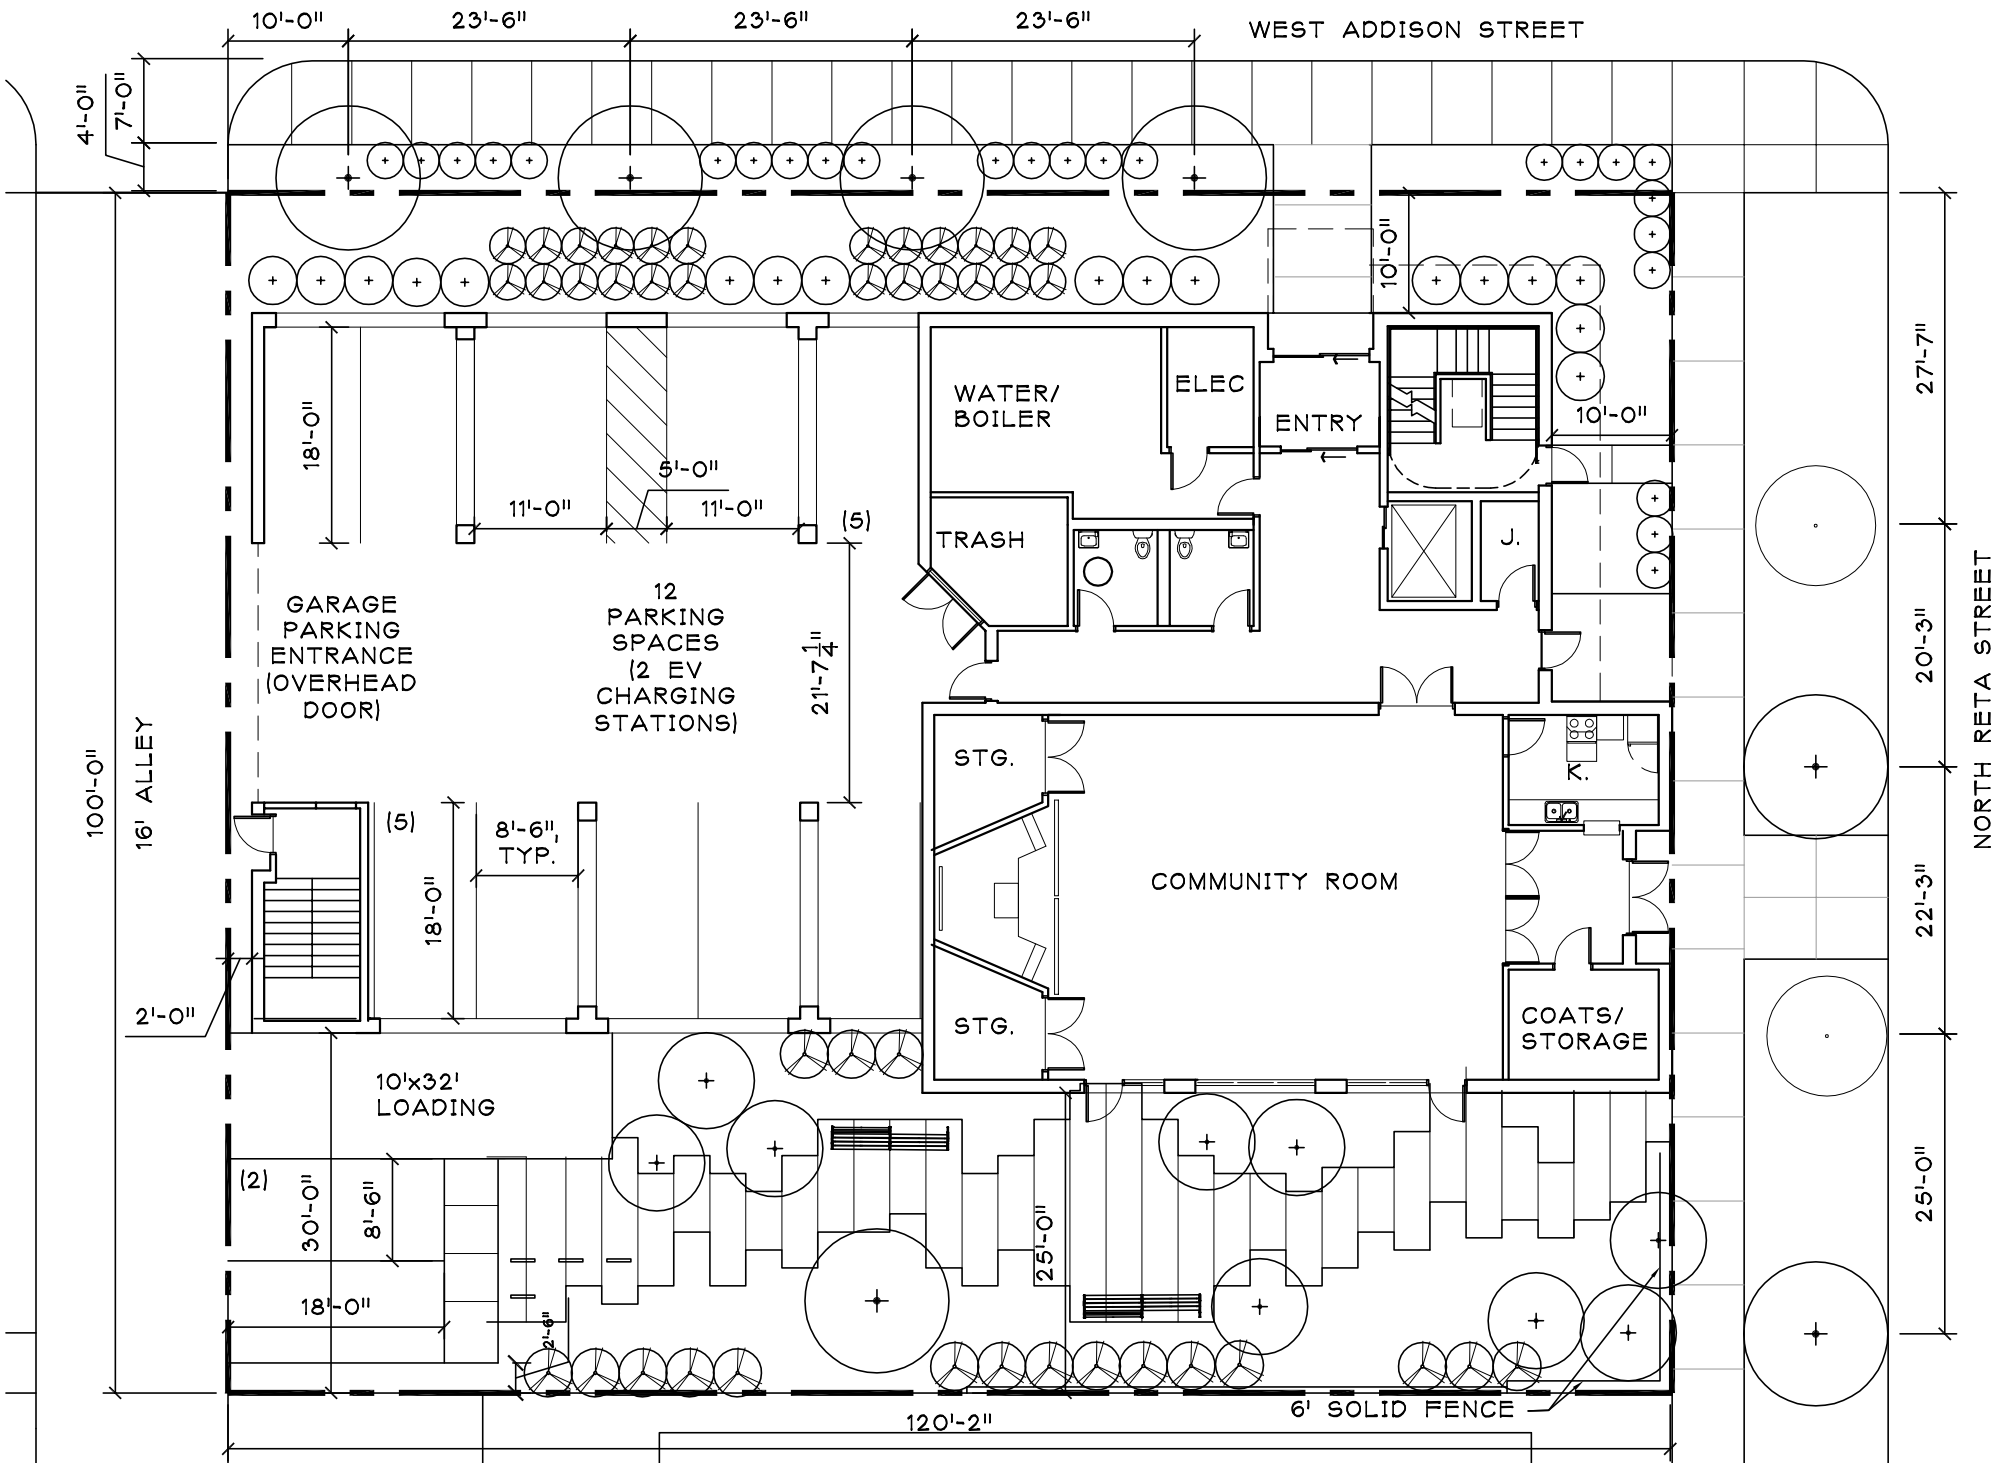 10'-0"
23'-6"
23'-6"
23'-6"
WEST ADDISON STREET
4'-0"
7'-0"
10'-0"
27'-7"
18'-0"
WATER/
BOILER
ELEC
ENTRY
10'-0"
5'-0"
11'-0"
11'-0"
(5)
TRASH
J.
GARAGE
PARKING
ENTRANCE
(OVERHEAD
DOOR)
12
PARKING
SPACES
(2 EV
CHARGING
STATIONS)
21'-7 1/4"
20'-3"
NORTH RETA STREET
100'-0"
16' ALLEY
STG.
K.
(5)
8'-6",
TYP.
18'-0"
COMMUNITY ROOM
22'-3"
2'-0"
STG.
COATS/
STORAGE
10'x32'
LOADING
(2)
30'-0"
8'-6"
25'-0"
25'-0"
18'-0"
2'-6"
6' SOLID FENCE
120'-2"